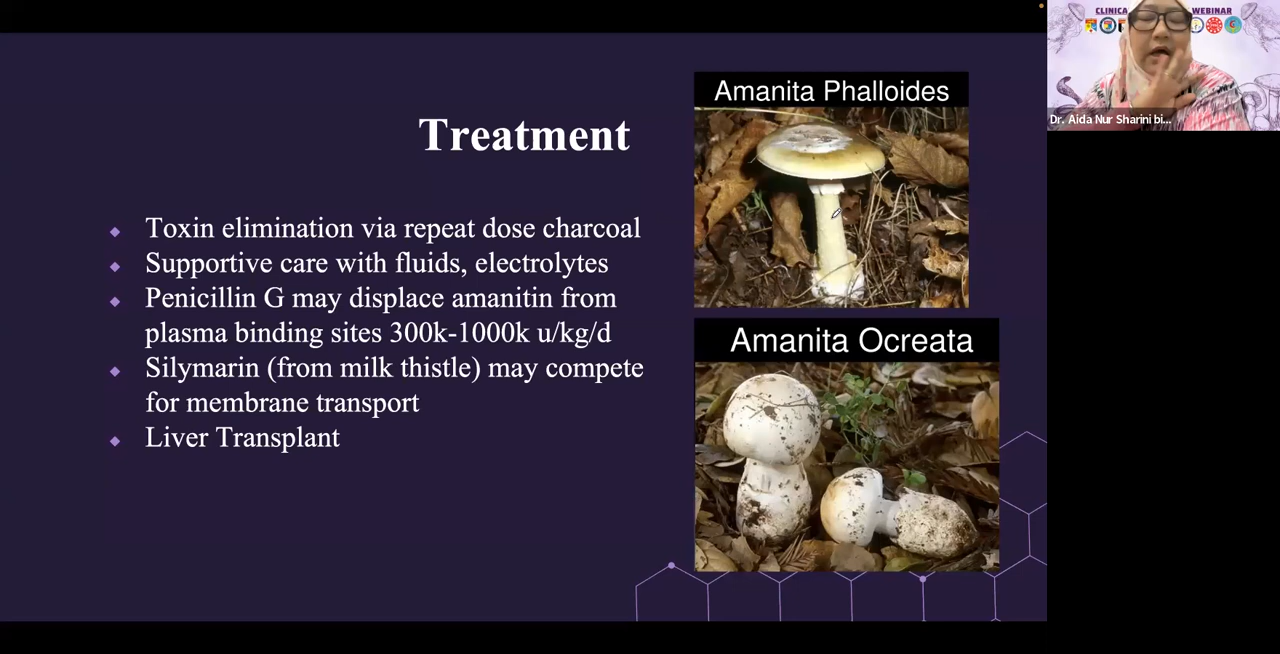 Treatment
◆ Toxin elimination via repeat dose charcoal
◆ Supportive care with fluids, electrolytes
◆ Penicillin G may displace amanitin from
plasma binding sites 300k-1000k u/kg/d
◆ Silymarin (from milk thistle) may compete
for membrane transport
◆ Liver Transplant
Amanita Phalloides
Amanita Ocreata
CLINICA WEBINAR
Dr. Aida Nur Sharini bi...